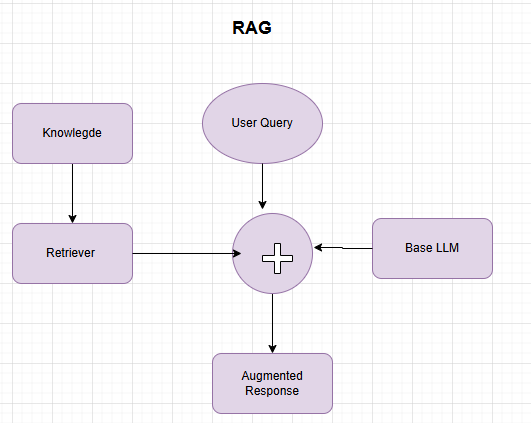 RAG
Knowlegde
User Query
Retriever
Base LLM
Augmented
Response